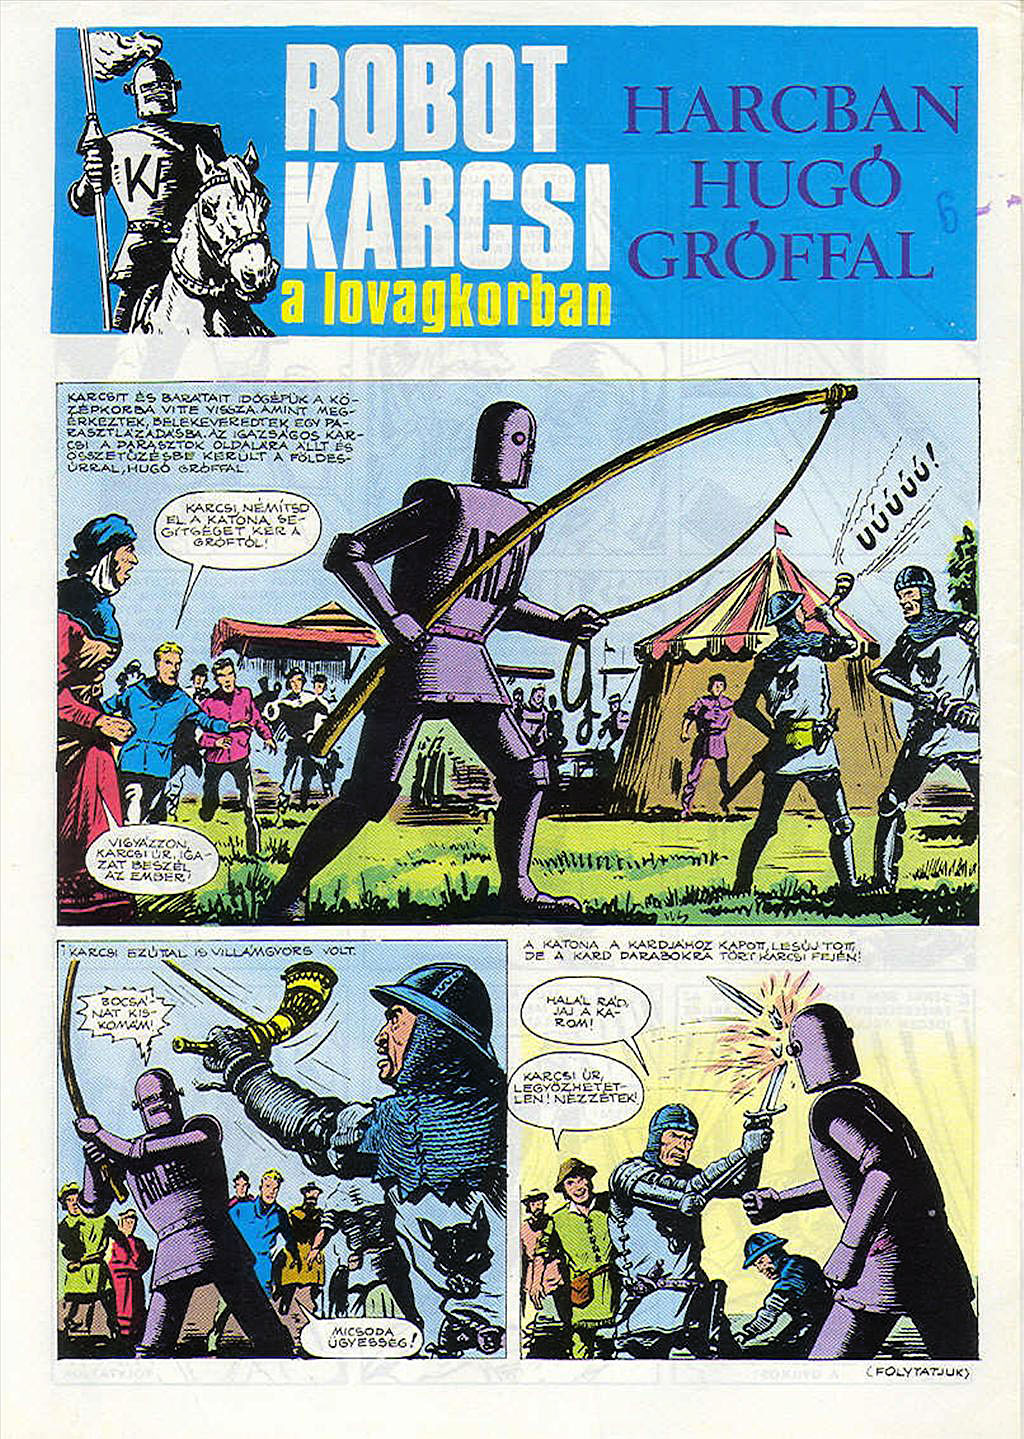 ROBOT
KARCSI
a lovagkorban
HARCBAN
HUGÓ
GRÓFFAL
6
KJ
KARCSIT ÉS BARÁTAIT IDŐGÉPÜK A KÖ-
ZÉPKORBA VITTE VISSZA. AMINT MEG-
ÉRKEZTEK, BELEKEVEREDTEK EGY PA-
RASZTLÁZADÁSBA. AZ IGAZSÁGOS KAR-
CSI A PARASZTOK OLDALÁRA ÁLLT ÉS
ÖSSZETŰZÉSBE KERÜLT A FÖLDES-
ÚRRAL, HUGÓ GRÓFFAL.
KARCSI, NÉMÍTSD
EL A KATONA SE-
GÍTSÉGET KÉR A
GRÓFTÓL!
UÚÚÚÚ!
VIGYÁZZON,
KARCSI ÚR, IGA-
ZAT BESZÉL
AZ EMBER!
KARCSI EZÚTTAL IS VILLÁMGYORS VOLT.
BOCSÁ-
NAT KIS-
KOMÁM!
MICSODA
ÜGYESSÉG!
A KATONA A KARDJÁHOZ KAPOTT, LESÚJTOTT,
DE A KARD DARABOKRA TÖRT KARCSI FEJÉN!
HALÁL RÁD,
JAJ A KA-
ROM!
KARCSI ÚR,
LEGYŐZHETET-
LEN! NÉZZÉTEK!
(FOLYTATJUK)